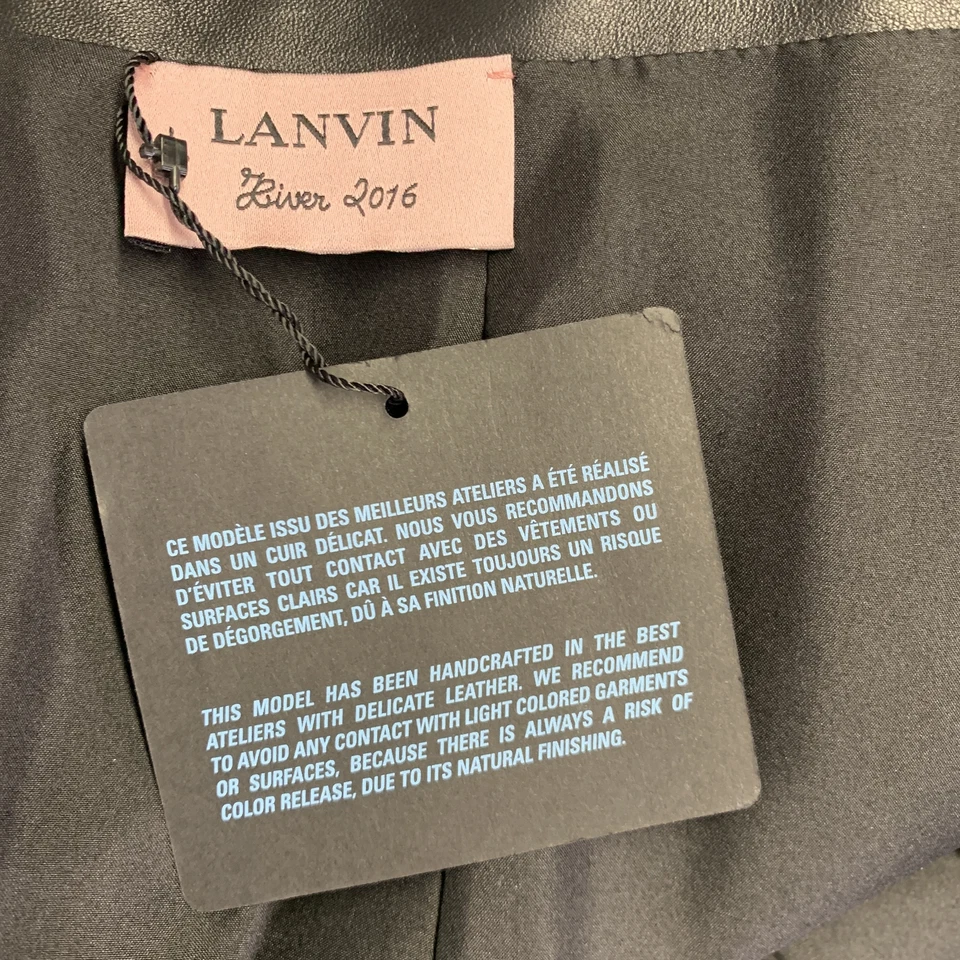 LANVIN
Hiver 2016
CE MODÈLE ISSU DES MEILLEURS ATELIERS A ÉTÉ RÉALISÉ
DANS UN CUIR DÉLICAT. NOUS VOUS RECOMMANDONS
D'ÉVITER TOUT CONTACT AVEC DES VÊTEMENTS OU
SURFACES CLAIRS CAR IL EXISTE TOUJOURS UN RISQUE
DE DÉGORGEMENT, DÛ À SA FINITION NATURELLE.
THIS MODEL HAS BEEN HANDCRAFTED IN THE BEST
ATELIERS WITH DELICATE LEATHER. WE RECOMMEND
TO AVOID ANY CONTACT WITH LIGHT COLORED GARMENTS
OR SURFACES, BECAUSE THERE IS ALWAYS A RISK OF
COLOR RELEASE, DUE TO ITS NATURAL FINISHING.